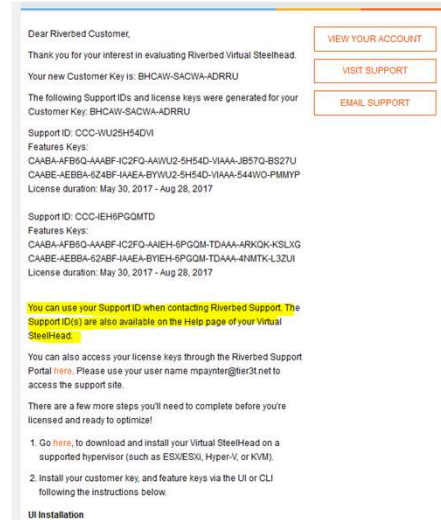 Dear Riverbed Customer,
Thank you for your interest in evaluating Riverbed Virtual Steelhead.
Your new Customer Key is: BHCAW-SACWA-ADRRU
The following Support IDs and license keys were generated for your
Customer Key: BHCAW-SACWA-ADRRU
Support ID: CCC-WU25H54DVI
Features Keys:
CAABA-AFB6Q-AAABF-IC2FQ-AAWU2-5H54D-VIAAA-JB57Q-BS27U
CAABE-AEBBA-6Z4BF-IAAEA-BYWU2-5H54D-VIAAA-544WO-PMMYP
License duration: May 30, 2017 - Aug 28, 2017
Support ID: CCC-IEH6PGQMTD
Features Keys:
CAABA-AFB6Q-AAABF-IC2FQ-AAIEH-6PGQM-TDAAA-ARKQK-KSLXG
CAABE-AEBBA-62ABF-IAAEA-BYIEH-6PGQM-TDAAA-4NMTK-L3ZUI
License duration: May 30, 2017 - Aug 28, 2017
You can use your Support ID when contacting Riverbed Support. The
Support ID(s) are also available on the Help page of your Virtual
SteelHead.
You can also access your license keys through the Riverbed Support
Portal here. Please use your user name mpaynter@tier3t.net to
access the support site.
There are a few more steps you'll need to complete before you're
licensed and ready to optimize!
1. Go here, to download and install your Virtual SteelHead on a
supported hypervisor (such as ESX/ESXi, Hyper-V, or KVM).
2. Install your customer key, and feature keys via the UI or CLI
following the instructions below.
UI Installation
VIEW YOUR ACCOUNT
VISIT SUPPORT
EMAIL SUPPORT